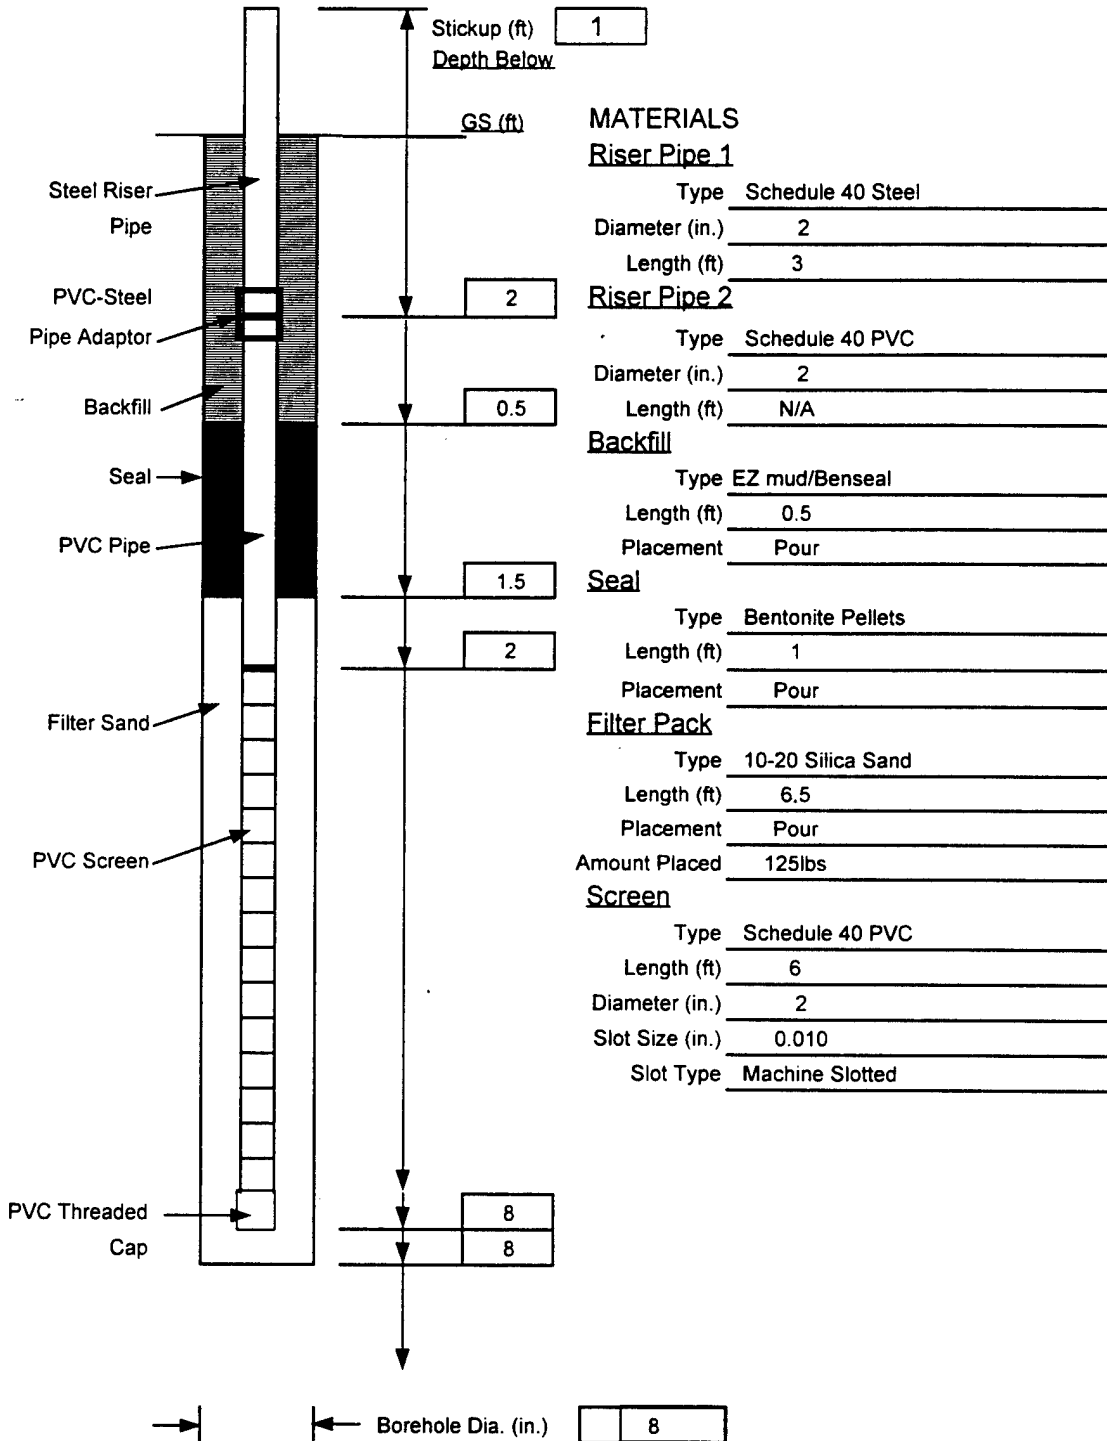 Stickup (ft) 1
Depth Below
GS (ft)
Steel Riser
Pipe
PVC-Steel
Pipe Adaptor
2
Backfill
0.5
Seal
PVC Pipe
1.5
2
Filter Sand
PVC Screen
PVC Threaded
Cap
8
8
Borehole Dia. (in.) 8
MATERIALS
Riser Pipe 1
Type Schedule 40 Steel
Diameter (in.) 2
Length (ft) 3
Riser Pipe 2
Type Schedule 40 PVC
Diameter (in.) 2
Length (ft) N/A
Backfill
Type EZ mud/Benseal
Length (ft) 0.5
Placement Pour
Seal
Type Bentonite Pellets
Length (ft) 1
Placement Pour
Filter Pack
Type 10-20 Silica Sand
Length (ft) 6.5
Placement Pour
Amount Placed 125lbs
Screen
Type Schedule 40 PVC
Length (ft) 6
Diameter (in.) 2
Slot Size (in.) 0.010
Slot Type Machine Slotted